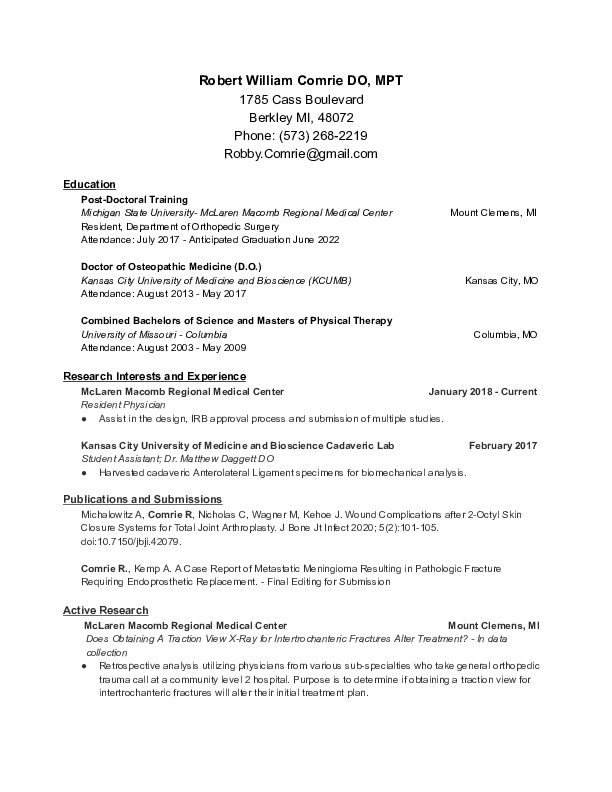 Robert William Comrie DO, MPT
1785 Cass Boulevard
Berkley MI, 48072
Phone: (573) 268-2219
Robby.Comrie@gmail.com
Education
Post-Doctoral Training
Michigan State University- McLaren Macomb Regional Medical Center Mount Clemens, MI
Resident, Department of Orthopedic Surgery
Attendance: July 2017 - Anticipated Graduation June 2022
Doctor of Osteopathic Medicine (D.O.)
Kansas City University of Medicine and Bioscience (KCUMB) Kansas City, MO
Attendance: August 2013 - May 2017
Combined Bachelors of Science and Masters of Physical Therapy
University of Missouri - Columbia Columbia, MO
Attendance: August 2003 - May 2009
Research Interests and Experience
McLaren Macomb Regional Medical Center January 2018 - Current
Resident Physician
● Assist in the design, IRB approval process and submission of multiple studies.
Kansas City University of Medicine and Bioscience Cadaveric Lab February 2017
Student Assistant; Dr. Matthew Daggett DO
● Harvested cadaveric Anterolateral Ligament specimens for biomechanical analysis.
Publications and Submissions
Michalowitz A, Comrie R, Nicholas C, Wagner M, Kehoe J. Wound Complications after 2-Octyl Skin
Closure Systems for Total Joint Arthroplasty. J Bone Jt Infect 2020; 5(2):101-105.
doi:10.7150/jbji.42079.
Comrie R., Kemp A. A Case Report of Metastatic Meningioma Resulting in Pathologic Fracture
Requiring Endoprosthetic Replacement. - Final Editing for Submission
Active Research
McLaren Macomb Regional Medical Center Mount Clemens, MI
Does Obtaining A Traction View X-Ray for Intertrochanteric Fractures Alter Treatment? - In data
collection
● Retrospective analysis utilizing physicians from various sub-specialties who take general orthopedic
trauma call at a community level 2 hospital. Purpose is to determine if obtaining a traction view for
intertrochanteric fractures will alter their initial treatment plan.